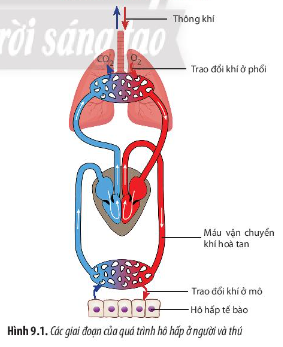 Thông khí
rời sáng tạo
CO₂
O₂
Trao đổi khí ở phổi
Máu vận chuyển
khí hoà tan
Trao đổi khí ở mô
Hô hấp tế bào
Hình 9.1. Các giai đoạn của quá trình hô hấp ở người và thú